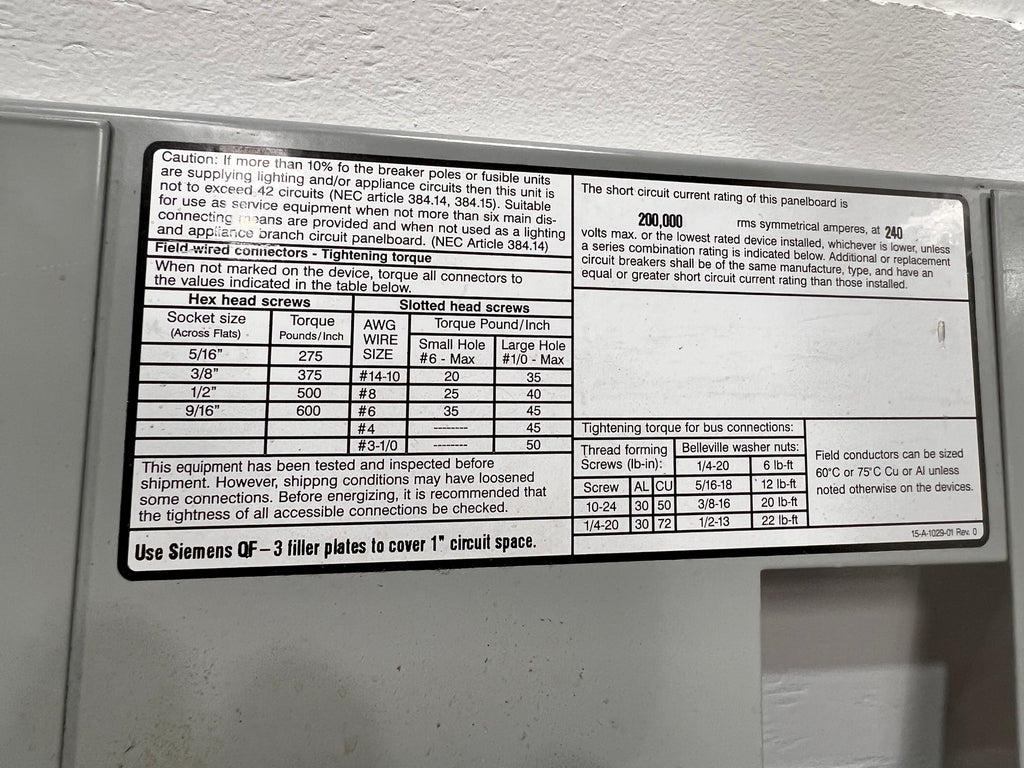 Caution: If more than 10% fo the breaker poles or fusible units
are supplying lighting and/or appliance circuits then this unit is
not to exceed 42 circuits (NEC article 384.14, 384.15). Suitable
for use as service equipment when not more than six main dis-
connecting means are provided and when not used as a lighting
and appliance branch circuit panelboard. (NEC Article 384.14)
Field wired connectors - Tightening torque
When not marked on the device, torque all connectors to
the values indicated in the table below.
Hex head screws Slotted head screws
Socket size (Across Flats) Torque Pounds/Inch AWG WIRE SIZE Torque Pound/Inch
Small Hole #6 - Max Large Hole #1/0 - Max
5/16" 275
3/8" 375 #14-10 20 35
1/2" 500 #8 25 40
9/16" 600 #6 35 45
#4 -------- 45
#3-1/0 -------- 50
This equipment has been tested and inspected before
shipment. However, shippng conditions may have loosened
some connections. Before energizing, it is recommended that
the tightness of all accessible connections be checked.
Use Siemens QF-3 filler plates to cover 1" circuit space.
The short circuit current rating of this panelboard is
200,000 rms symmetrical amperes, at 240
volts max. or the lowest rated device installed, whichever is lower, unless
a series combination rating is indicated below. Additional or replacement
circuit breakers shall be of the same manufacture, type, and have an
equal or greater short circuit current rating than those installed.
Tightening torque for bus connections:
Thread forming Screws (lb-in): Belleville washer nuts:
1/4-20 6 lb-ft
Screw AL CU 5/16-18 12 lb-ft
10-24 30 50 3/8-16 20 lb-ft
1/4-20 30 72 1/2-13 22 lb-ft
Field conductors can be sized
60°C or 75°C Cu or Al unless
noted otherwise on the devices.
15-A-1029-01 Rev. 0